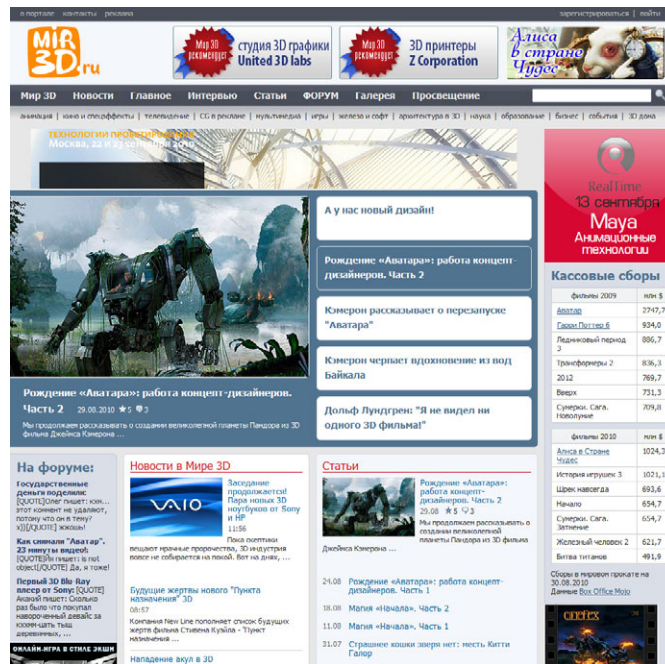 о портале контакты реклама
зарегистрироваться | войти
MIR
3D.ru
Мир 3D
рекомендует
студия 3D графики
United 3D labs
Мир 3D
рекомендует
3D принтеры
Z Corporation
Алиса
в стране
Чудес
Мир 3D Новости Главное Интервью Статьи ФОРУМ Галерея Просвещение
анимация | кино и спецэффекты | телевидение | CG в рекламе | мультимедиа | игры | железо и софт | архитектура в 3D | наука | образование | бизнес | события | 3D дома
ТЕХНОЛОГИИ ПРОЕКТИРОВАНИЯ
Москва, 22 и 23 сентября 2010
RealTime
13 сентября
Maya
Анимационные
технологии
А у нас новый дизайн!
Рождение «Аватара»: работа концепт-
дизайнеров. Часть 2
Кэмерон рассказывает о перезапуске
"Аватара"
Кэмерон черпает вдохновение из вод
Байкала
Дольф Лундгрен: "Я не видел ни
одного 3D фильма!"
Рождение «Аватара»: работа концепт-дизайнеров.
Часть 2 29.08.2010 ★5 3
Мы продолжаем рассказывать о создании великолепной планеты Пандора из 3D
фильма Джеймса Кэмерона ...
Кассовые сборы
фильмы 2009 млн $
Аватар 2747,7
Гарри Поттер 6 934,0
Ледниковый период
3 886,7
Трансформеры 2 836,3
2012 769,7
Вверх 731,3
Сумерки. Сага.
Новолуние 709,8
фильмы 2010 млн $
Алиса в Стране
Чудес 1024,3
История игрушек 3 1021,1
Шрек навсегда 693,6
Начало 654,7
Сумерки. Сага.
Затмение 654,7
Железный человек 2 621,7
Битва титанов 491,9
Сборы в мировом прокате на
30.08.2010
Данные Box Office Mojo
На форуме:
Государственные
деньги поделили:
[QUOTE]Олег пишет: кхм...
этот коммент не удаляют,
потому что он в тему?
х))[/QUOTE] жжошь!
Как снимали "Аватар".
23 минуты видео!:
[QUOTE]Йн пишет: is not
object[/QUOTE] Да, я тоже!
Первый 3D Blu-Ray
плеер от Sony: [QUOTE]
Акакий пишет: Сколько
раз было что покупал
навороченный девайс за
кххмм-цать тыщ
деревянных, ...
ОНЛАЙН-ИГРА В СТИЛЕ ЭКШН
Новости в Мире 3D
VAIO
Заседание
продолжается!
Пара новых 3D
ноутбуков от Sony
и HP
11:56
Пока скептики
вещают мрачные пророчества, 3D индустрия
вовсе не собирается на покой. Вот на днях, ...
Будущие жертвы нового "Пункта
назначения" 3D
08:57
Компания New Line пополняет список будущих
жертв фильма Стивена Куэйла - "Пункт
назначения ...
Нападение акул в 3D
Статьи
Рождение «Аватара»:
работа концепт-
дизайнеров. Часть 2
29.08 ★5 3
Мы продолжаем рассказывать о
создании великолепной
планеты Пандора из 3D фильма
Джеймса Кэмерона ...
24.08 Рождение «Аватара»: работа концепт-
дизайнеров. Часть 1
18.08 Магия «Начала». Часть 2
11.08 Магия «Начала». Часть 1
31.07 Страшнее кошки зверя нет: месть Китти
Галор
cinefex